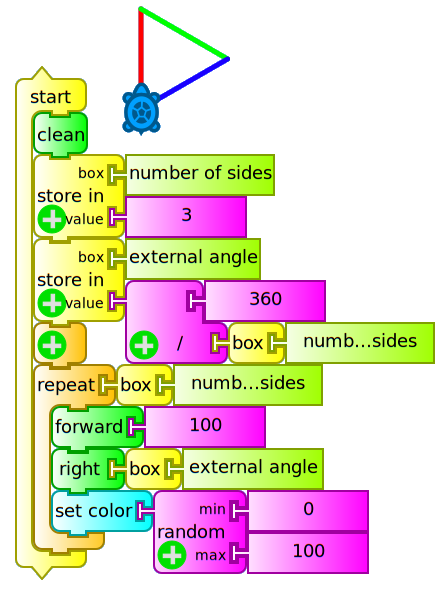 start
clean
box number of sides
store in
value 3
box external angle
store in
value 360
/ box numb...sides
repeat box numb...sides
forward 100
right box external angle
set color min 0
random
max 100